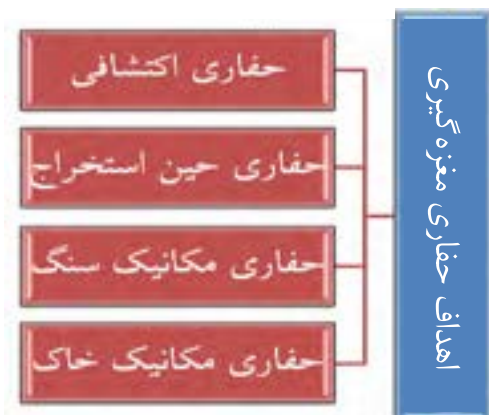 اهداف حفاری مغزه گیری
حفاری اکتشافی
حفاری حین استخراج
حفاری مکانیک سنگ
حفاری مکانیک خاک